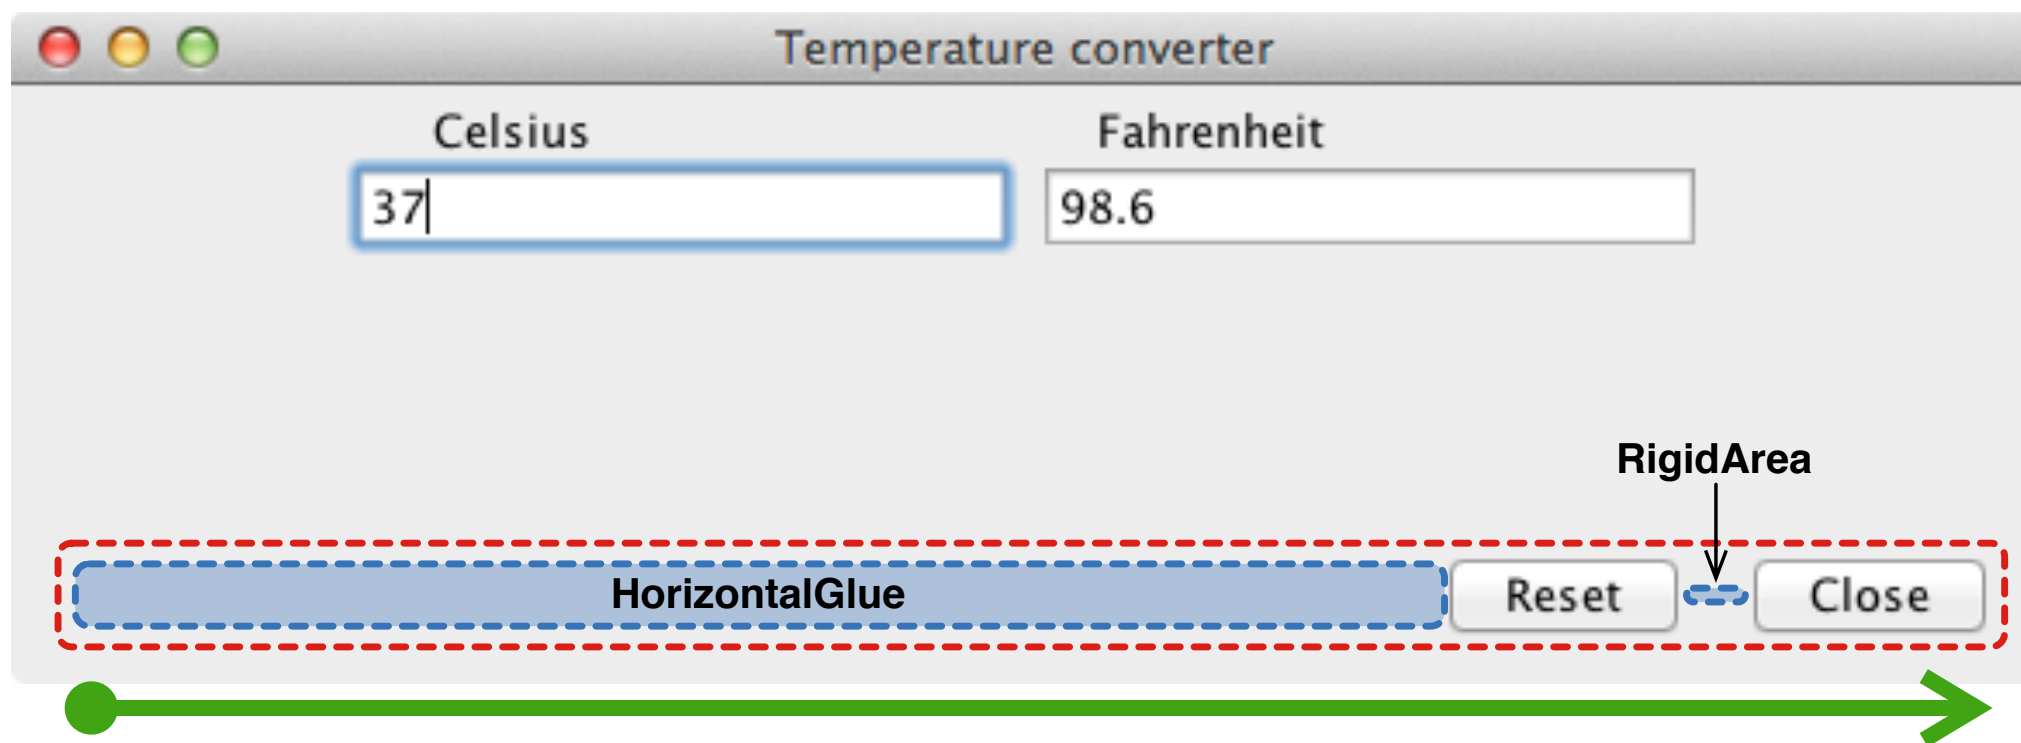 Temperature converter
Celsius Fahrenheit
37 98.6
RigidArea
HorizontalGlue Reset Close